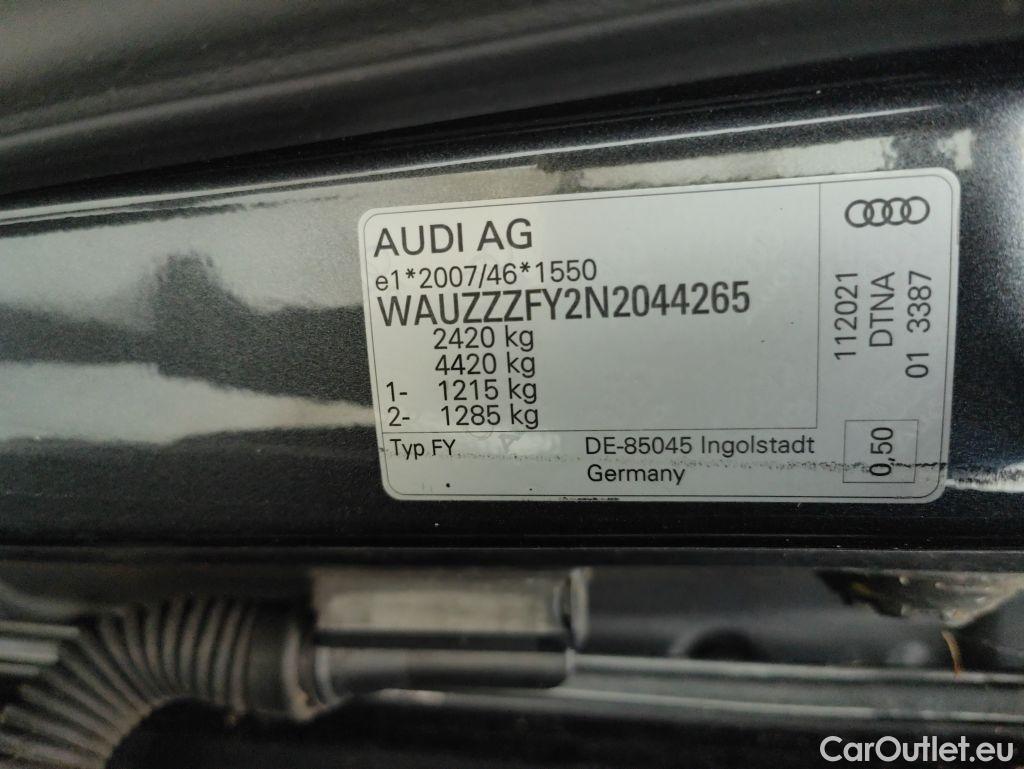 AUDI AG
e1*2007/46*1550
WAUZZZFY2N2044265
2420 kg
4420 kg
1- 1215 kg
2- 1285 kg
Typ FY
DE-85045 Ingolstadt
Germany
112021
DTNA
01 3387
0,50
CarOutlet.eu